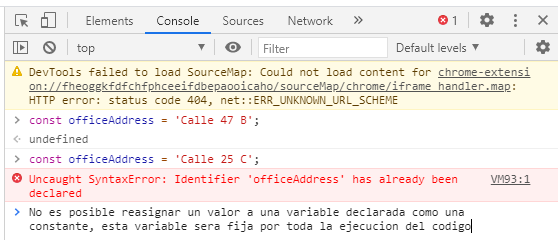 Elements Console Sources Network » 1
top Filter Default levels
DevTools failed to load SourceMap: Could not load content for chrome-extensi
on://fheoggkfdfchfphceeifdbepaooicaho/sourceMap/chrome/iframe_handler.map:
HTTP error: status code 404, net::ERR_UNKNOWN_URL_SCHEME
> const officeAddress = 'Calle 47 B';
undefined
> const officeAddress = 'Calle 25 C';
Uncaught SyntaxError: Identifier 'officeAddress' has already been VM93:1
declared
> No es posible reasignar un valor a una variable declarada como una
constante, esta variable sera fija por toda la ejecucion del codigo